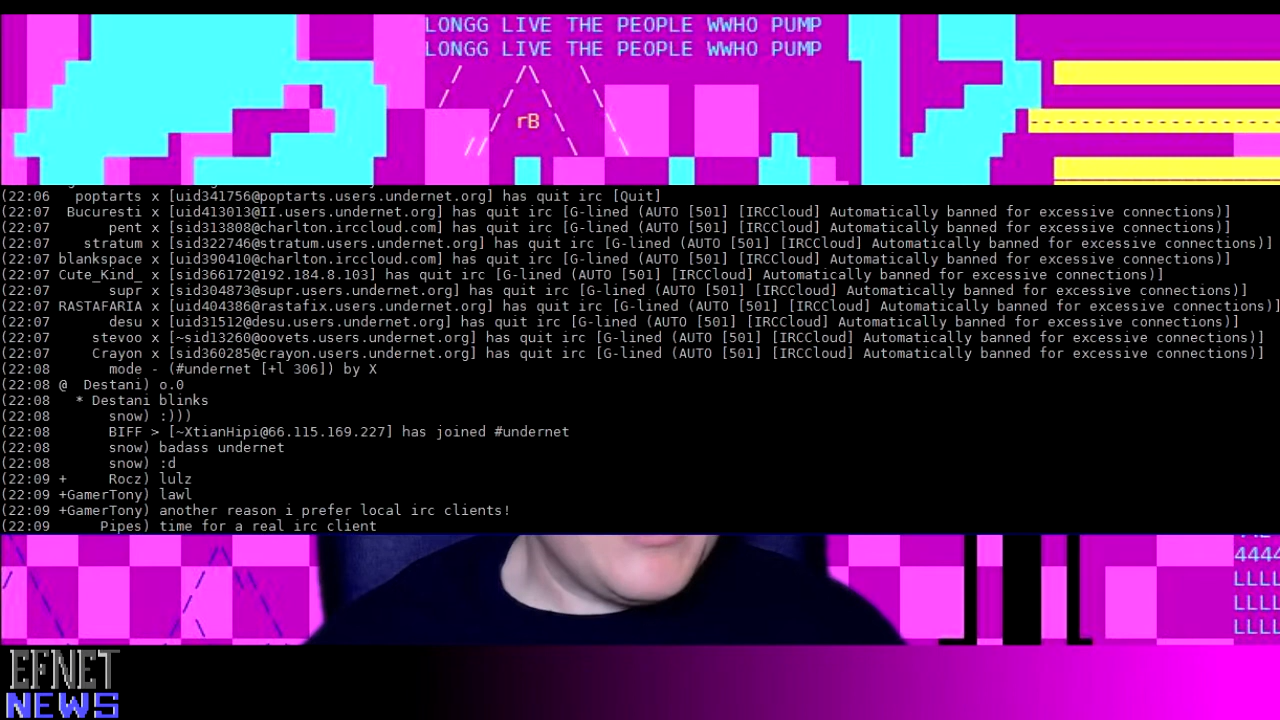 LONGG LIVE THE PEOPLE WWHO PUMP
LONGG LIVE THE PEOPLE WWHO PUMP
rB
(22:06   poptarts x [uid341756@poptarts.users.undernet.org] has quit irc [Quit]
(22:07  Bucuresti x [uid413013@II.users.undernet.org] has quit irc [G-lined (AUTO [501] [IRCCloud] Automatically banned for excessive connections)]
(22:07       pent x [sid313808@charlton.irccloud.com] has quit irc [G-lined (AUTO [501] [IRCCloud] Automatically banned for excessive connections)]
(22:07    stratum x [sid322746@stratum.users.undernet.org] has quit irc [G-lined (AUTO [501] [IRCCloud] Automatically banned for excessive connections)]
(22:07 blankspace x [uid390410@charlton.irccloud.com] has quit irc [G-lined (AUTO [501] [IRCCloud] Automatically banned for excessive connections)]
(22:07 Cute_Kind_ x [sid366172@192.184.8.103] has quit irc [G-lined (AUTO [501] [IRCCloud] Automatically banned for excessive connections)]
(22:07       supr x [sid304873@supr.users.undernet.org] has quit irc [G-lined (AUTO [501] [IRCCloud] Automatically banned for excessive connections)]
(22:07 RASTAFARIA x [uid404386@rastafix.users.undernet.org] has quit irc [G-lined (AUTO [501] [IRCCloud] Automatically banned for excessive connections)]
(22:07       desu x [uid31512@desu.users.undernet.org] has quit irc [G-lined (AUTO [501] [IRCCloud] Automatically banned for excessive connections)]
(22:07     stevoo x [~sid13260@oovets.users.undernet.org] has quit irc [G-lined (AUTO [501] [IRCCloud] Automatically banned for excessive connections)]
(22:07     Crayon x [sid360285@crayon.users.undernet.org] has quit irc [G-lined (AUTO [501] [IRCCloud] Automatically banned for excessive connections)]
(22:08       mode - (#undernet [+l 306]) by X
(22:08 @  Destani) o.0
(22:08   * Destani blinks
(22:08       snow) :)))
(22:08       BIFF > [~XtianHipi@66.115.169.227] has joined #undernet
(22:08       snow) badass undernet
(22:08       snow) :d
(22:09 +     Rocz) lulz
(22:09 +GamerTony) lawl
(22:09 +GamerTony) another reason i prefer local irc clients!
(22:09      Pipes) time for a real irc client
4444
LLLL
LLLL
LLLL
EFNET
NEWS